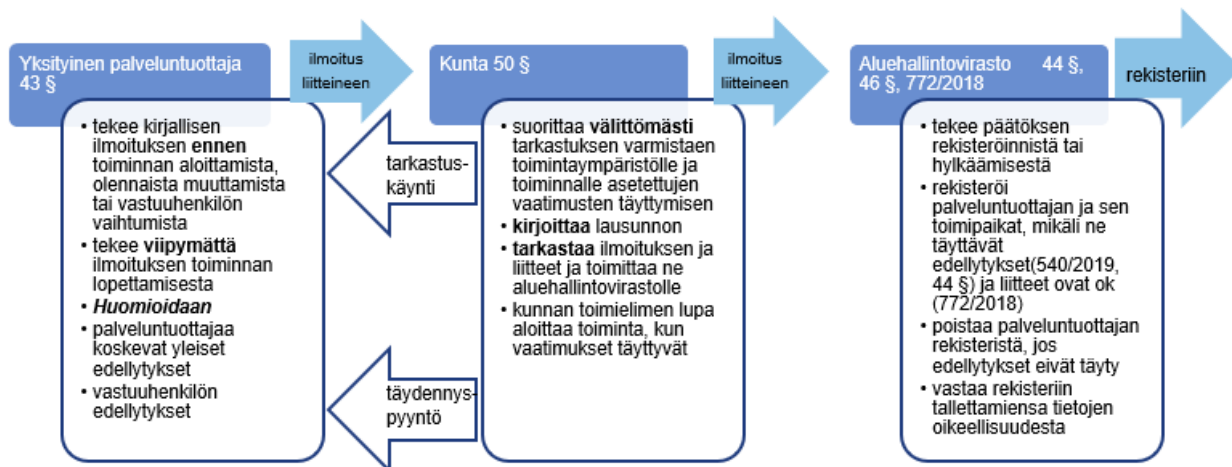 Yksityinen palveluntuottaja
43 §
ilmoitus
liitteineen
Kunta 50 §
ilmoitus
liitteineen
Aluehallintovirasto 44 §,
46 §, 772/2018
rekisteriin
• tekee kirjallisen
ilmoituksen ennen
toiminnan aloittamista,
olennaista muuttamista
tai vastuuhenkilön
vaihtumista
• tekee viipymättä
ilmoituksen toiminnan
lopettamisesta
• Huomioidaan
• palveluntuottajaa
koskevat yleiset
edellytykset
• vastuuhenkilön
edellytykset
tarkastus-
käynti
täydennys-
pyyntö
• suorittaa välittömästi
tarkastuksen varmistaen
toimintaympäristölle ja
toiminnalle asetettujen
vaatimusten täyttymisen
• kirjoittaa lausunnon
• tarkastaa ilmoituksen ja
liitteet ja toimittaa ne
aluehallintovirastolle
• kunnan toimielimen lupa
aloittaa toiminta, kun
vaatimukset täyttyvät
• tekee päätöksen
rekisteröinnistä tai
hylkäämisestä
• rekisteröi
palveluntuottajan ja sen
toimipaikat, mikäli ne
täyttävät
edellytykset(540/2019,
44 §) ja liitteet ovat ok
(772/2018)
• poistaa palveluntuottajan
rekisteristä, jos
edellytykset eivät täyty
• vastaa rekisteriin
tallettamiensa tietojen
oikeellisuudesta